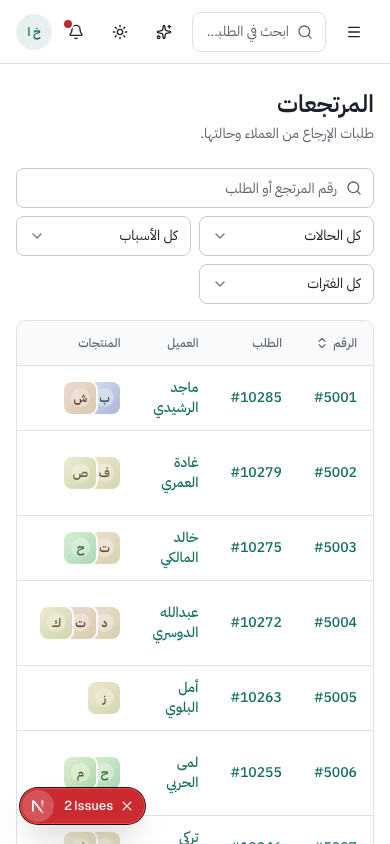 خ ا
ابحث في الطلب...
المرتجعات
طلبات الإرجاع من العملاء وحالتها.
رقم المرتجع أو الطلب
كل الحالات
كل الأسباب
كل الفترات
الرقم الطلب العميل المنتجات
#5001 #10285 ماجد الرشيدي ب ش
#5002 #10279 غادة العمري ف ص
#5003 #10275 خالد المالكي ت ح
#5004 #10272 عبدالله الدوسري د ت ك
#5005 #10263 أمل البلوي ز
#5006 #10255 لمى الحربي ح م
N 2 Issues
تركي